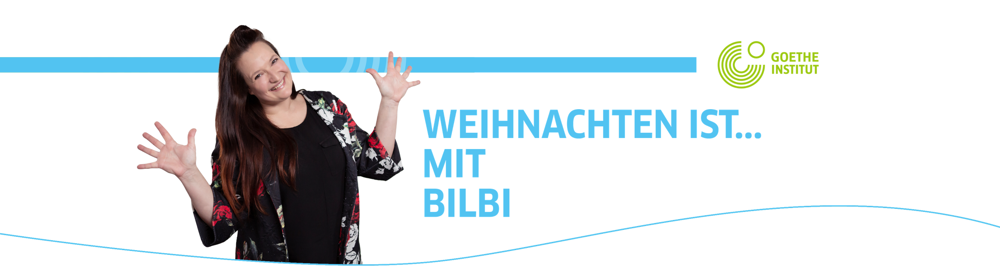 GOETHE
INSTITUT
WEIHNACHTEN IST...
MIT
BILBI